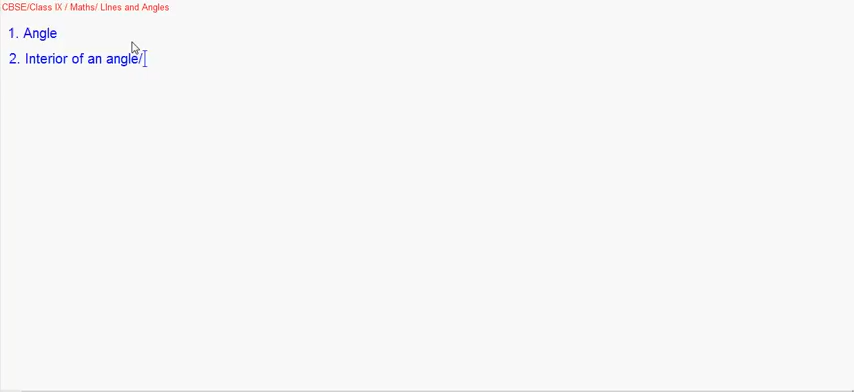 CBSE/Class IX / Maths/ LInes and Angles
1. Angle
2. Interior of an angle/